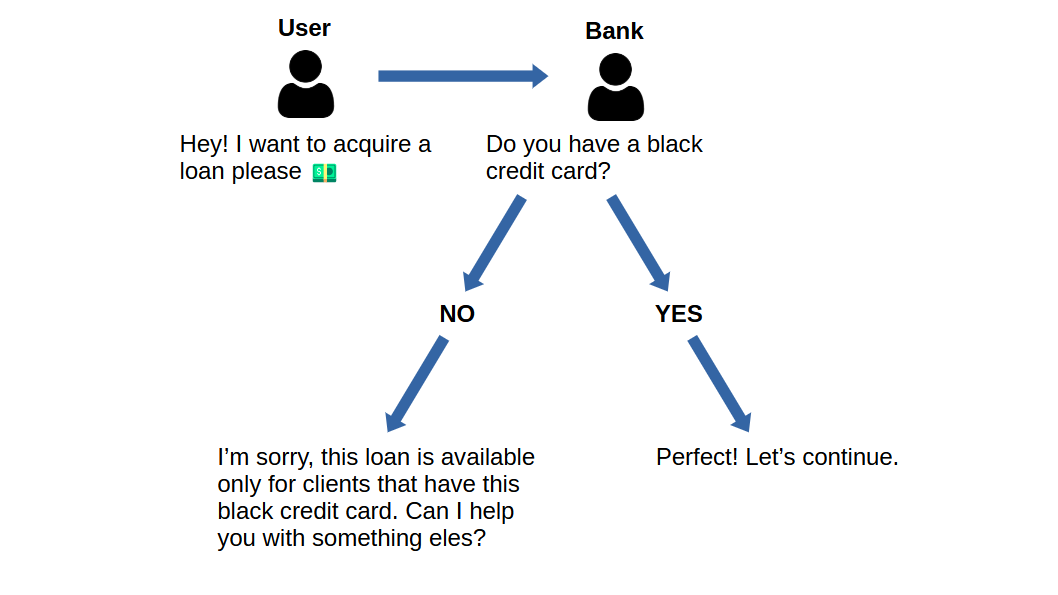 User
Bank
Hey! I want to acquire a
loan please 💵
Do you have a black
credit card?
NO
YES
I’m sorry, this loan is available
only for clients that have this
black credit card. Can I help
you with something eles?
Perfect! Let’s continue.